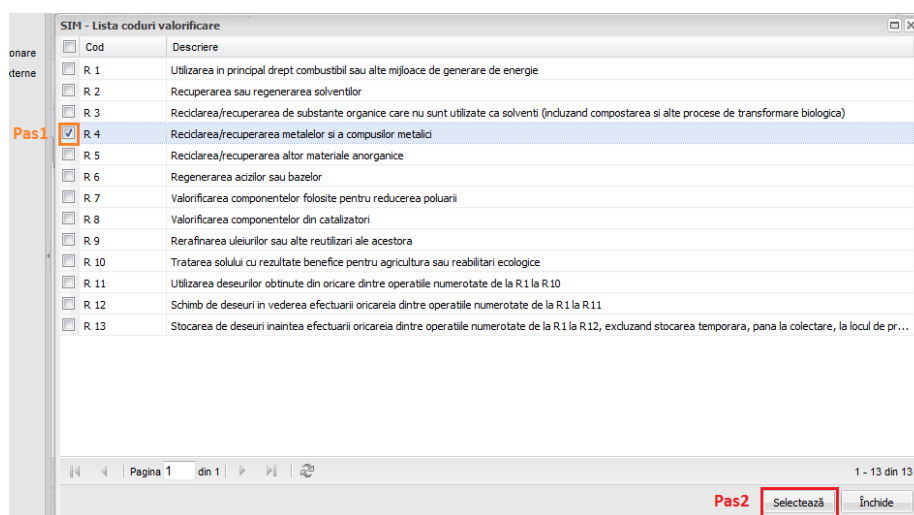 SIM - Lista coduri valorificare
onare
xterne
Cod Descriere
R 1 Utilizarea in principal drept combustibil sau alte mijloace de generare de energie
R 2 Recuperarea sau regenerarea solventilor
R 3 Reciclarea/recuperarea de substante organice care nu sunt utilizate ca solventi (incluzand compostarea si alte procese de transformare biologica)
Pas1 R 4 Reciclarea/recuperarea metalelor si a compusilor metalici
R 5 Reciclarea/recuperarea altor materiale anorganice
R 6 Regenerarea acizilor sau bazelor
R 7 Valorificarea componentelor folosite pentru reducerea poluarii
R 8 Valorificarea componentelor din catalizatori
R 9 Rerafinarea uleiurilor sau alte reutilizari ale acestora
R 10 Tratarea solului cu rezultate benefice pentru agricultura sau reabilitari ecologice
R 11 Utilizarea deseurilor obtinute din oricare dintre operatiile numerotate de la R1 la R10
R 12 Schimb de deseuri in vederea efectuarii oricareia dintre operatiile numerotate de la R1 la R11
R 13 Stocarea de deseuri inaintea efectuarii oricareia dintre operatiile numerotate de la R1 la R12, excluzand stocarea temporara, pana la colectare, la locul de pr...
Pagina 1 din 1 1 - 13 din 13
Pas2 Selectează Închide